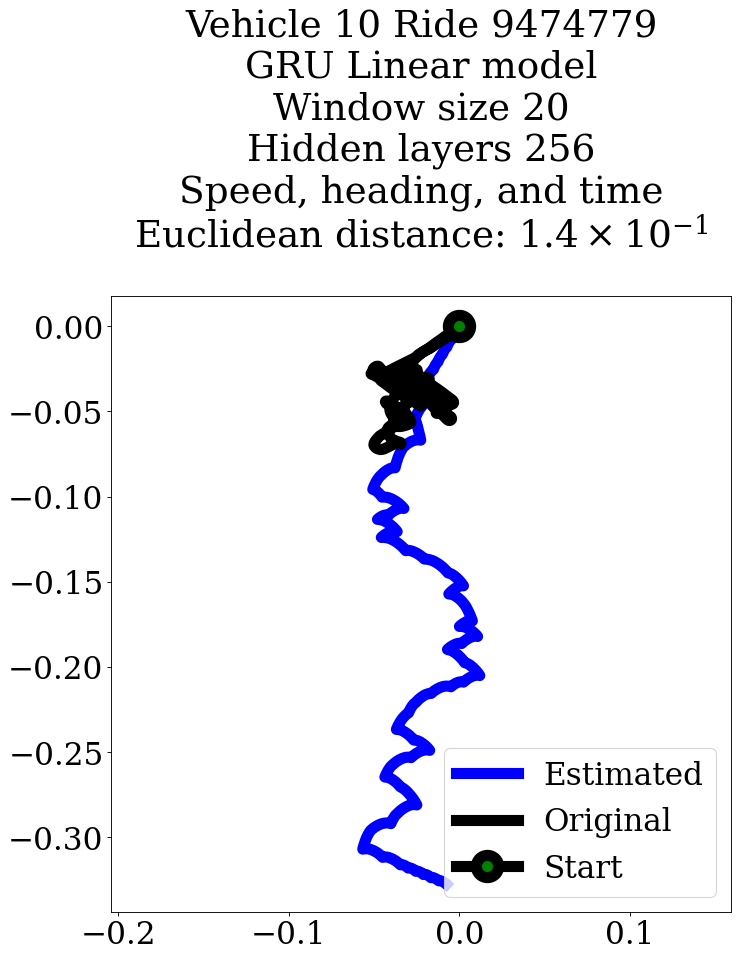 Vehicle 10 Ride 9474779
GRU Linear model
Window size 20
Hidden layers 256
Speed, heading, and time
Euclidean distance: 1.4 × 10⁻¹
0.00
−0.05
−0.10
−0.15
−0.20
−0.25
−0.30
Estimated
Original
Start
−0.2 −0.1 0.0 0.1